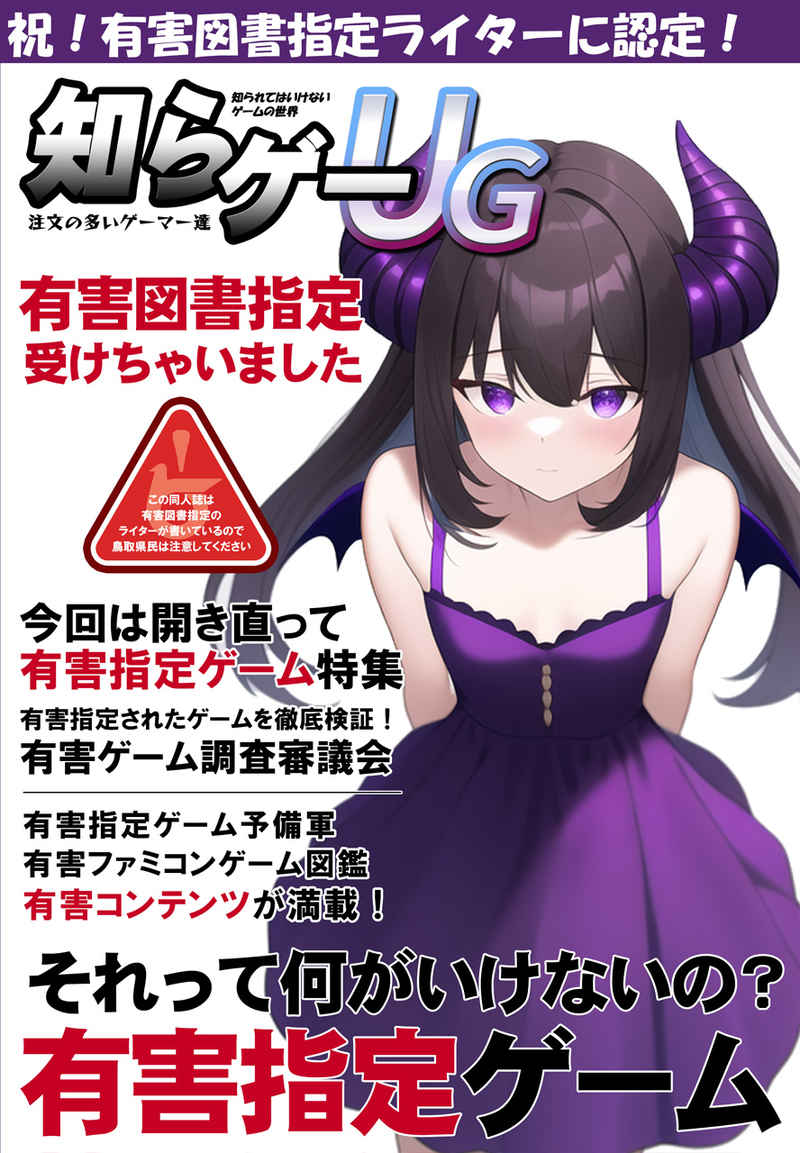 祝！有害図書指定ライターに認定！
知られてはいけない
ゲームの世界
知らゲーUG
注文の多いゲーマー達
有害図書指定
受けちゃいました
！
この同人誌は
有害図書指定の
ライターが書いているので
鳥取県民は注意してください
今回は開き直って
有害指定ゲーム特集
有害指定されたゲームを徹底検証！
有害ゲーム調査審議会
有害指定ゲーム予備軍
有害ファミコンゲーム図鑑
有害コンテンツが満載！
それって何がいけないの？
有害指定ゲーム